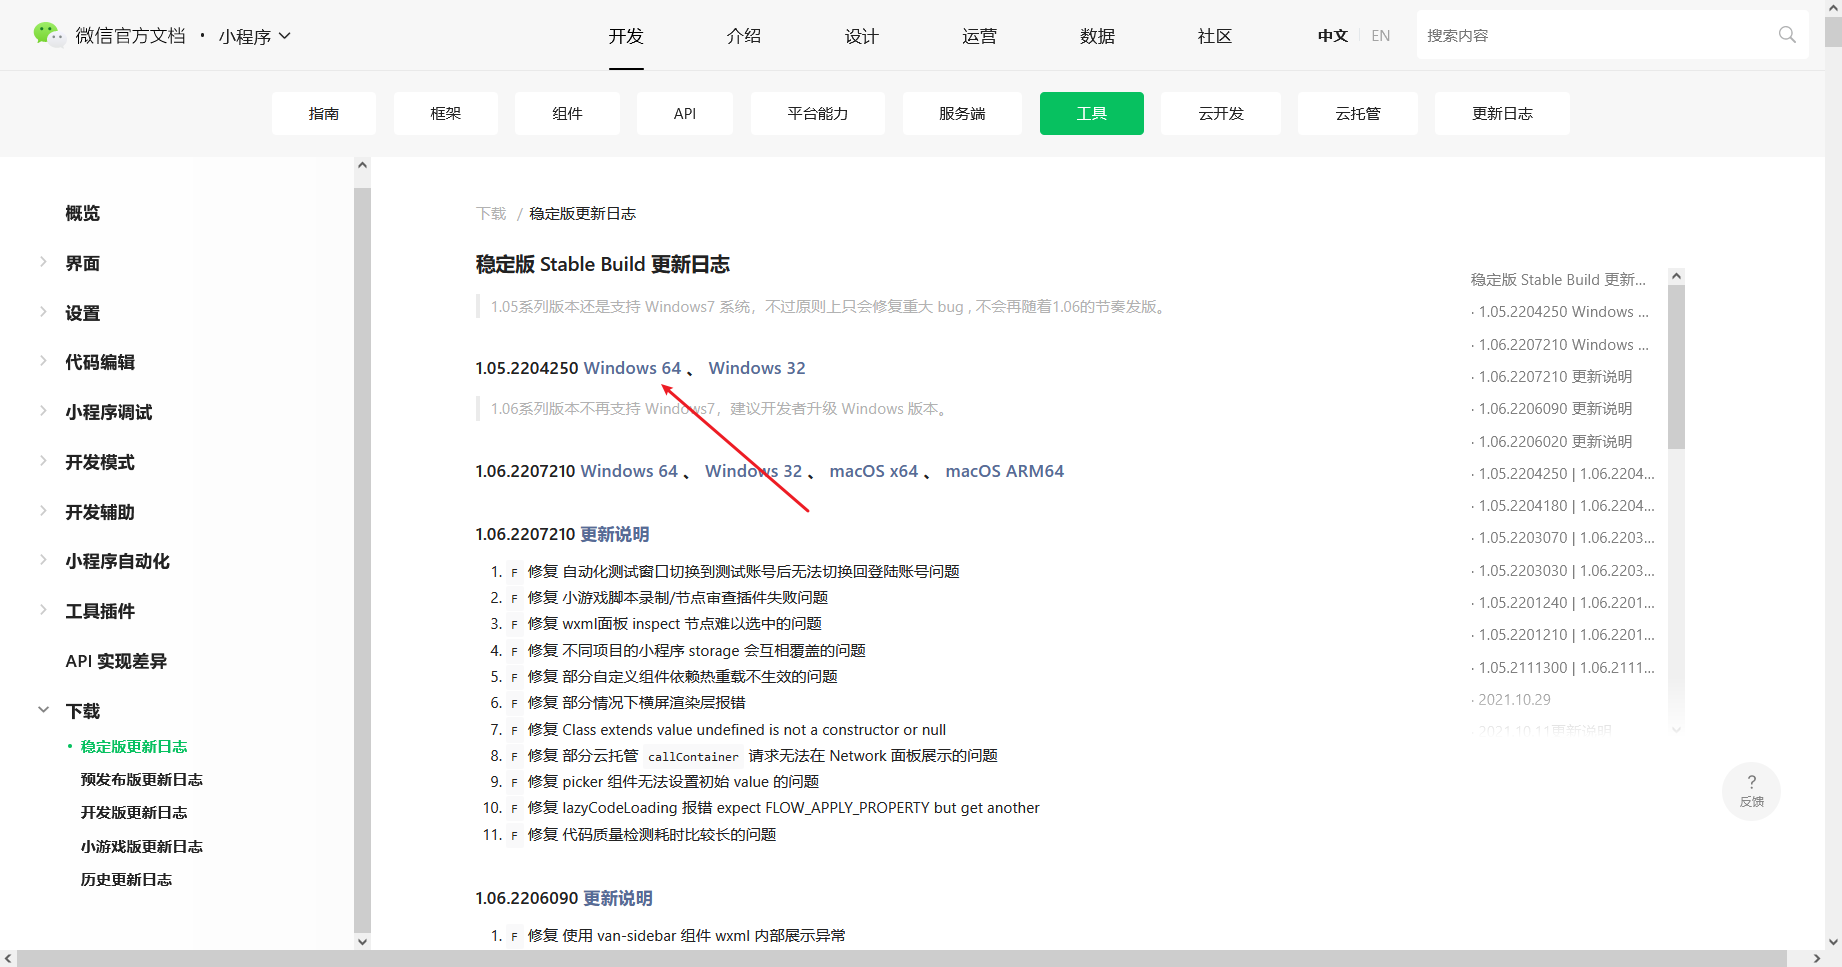 微信官方文档 · 小程序
开发 介绍 设计 运营 数据 社区 中文 EN 搜索内容
指南 框架 组件 API 平台能力 服务端 工具 云开发 云托管 更新日志
概览
界面
设置
代码编辑
小程序调试
开发模式
开发辅助
小程序自动化
工具插件
API 实现差异
下载
稳定版更新日志
预发布版更新日志
开发版更新日志
小游戏版更新日志
历史更新日志
下载 / 稳定版更新日志
稳定版 Stable Build 更新日志
1.05系列版本还是支持 Windows7 系统，不过原则上只会修复重大 bug , 不会再随着1.06的节奏发版。
1.05.2204250 Windows 64 、 Windows 32
1.06系列版本不再支持 Windows7，建议开发者升级 Windows 版本。
1.06.2207210 Windows 64 、 Windows 32 、 macOS x64 、 macOS ARM64
1.06.2207210 更新说明
1. F 修复 自动化测试窗口切换到测试账号后无法切换回登陆账号问题
2. F 修复 小游戏脚本录制/节点审查插件失败问题
3. F 修复 wxml面板 inspect 节点难以选中的问题
4. F 修复 不同项目的小程序 storage 会互相覆盖的问题
5. F 修复 部分自定义组件依赖热重载不生效的问题
6. F 修复 部分情况下横屏渲染层报错
7. F 修复 Class extends value undefined is not a constructor or null
8. F 修复 部分云托管 callContainer 请求无法在 Network 面板展示的问题
9. F 修复 picker 组件无法设置初始 value 的问题
10. F 修复 lazyCodeLoading 报错 expect FLOW_APPLY_PROPERTY but get another
11. F 修复 代码质量检测耗时比较长的问题
1.06.2206090 更新说明
1. F 修复 使用 van-sidebar 组件 wxml 内部展示异常
稳定版 Stable Build 更新...
· 1.05.2204250 Windows ...
· 1.06.2207210 Windows ...
· 1.06.2207210 更新说明
· 1.06.2206090 更新说明
· 1.06.2206020 更新说明
· 1.05.2204250 | 1.06.2204...
· 1.05.2204180 | 1.06.2204...
· 1.05.2203070 | 1.06.2203...
· 1.05.2203030 | 1.06.2203...
· 1.05.2201240 | 1.06.2201...
· 1.05.2201210 | 1.06.2201...
· 1.05.2111300 | 1.06.2111...
· 2021.10.29
· 2021.10.11更新说明
?
反馈